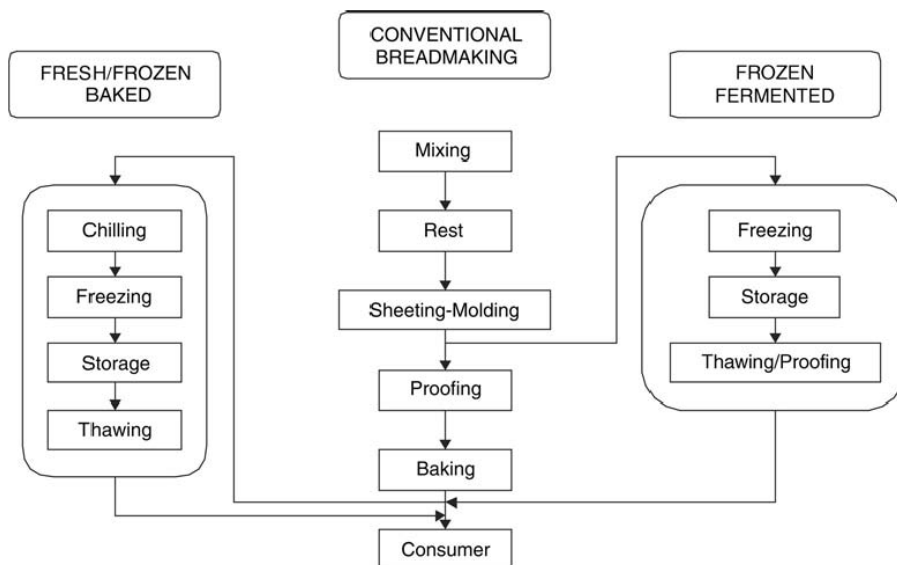 CONVENTIONAL
BREADMAKING
FRESH/FROZEN
BAKED
FROZEN
FERMENTED
Mixing
Rest
Sheeting-Molding
Proofing
Baking
Consumer
Chilling
Freezing
Storage
Thawing
Freezing
Storage
Thawing/Proofing